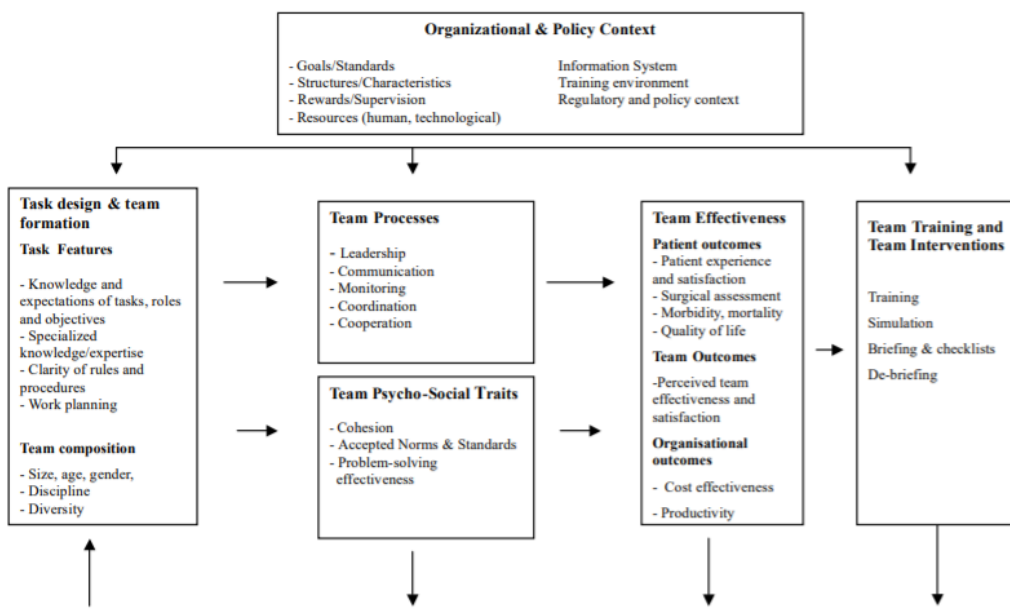 Organizational & Policy Context
- Goals/Standards
- Structures/Characteristics
- Rewards/Supervision
- Resources (human, technological)
Information System
Training environment
Regulatory and policy context
Task design & team
formation
Task Features
- Knowledge and
expectations of tasks, roles
and objectives
- Specialized
knowledge/expertise
- Clarity of rules and
procedures
- Work planning
Team composition
- Size, age, gender,
- Discipline
- Diversity
Team Processes
- Leadership
- Communication
- Monitoring
- Coordination
- Cooperation
Team Psycho-Social Traits
- Cohesion
- Accepted Norms & Standards
- Problem-solving
effectiveness
Team Effectiveness
Patient outcomes
- Patient experience
and satisfaction
- Surgical assessment
- Morbidity, mortality
- Quality of life
Team Outcomes
-Perceived team
effectiveness and
satisfaction
Organisational
outcomes
- Cost effectiveness
- Productivity
Team Training and
Team Interventions
Training
Simulation
Briefing & checklists
De-briefing